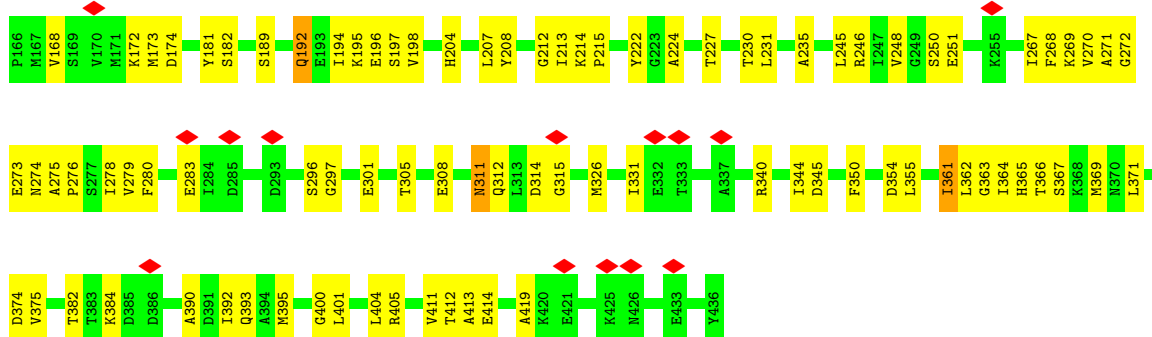 P166 M167 V168 S169 V170 M171 K172 M173 D174 Y181 S182 S189 Q192 E193 I194 K195 E196 S197 V198 H204 L207 Y208 G212 I213 K214 P215 Y222 G223 A224 T227 T230 L231 A235 L245 R246 I247 V248 G249 S250 E251 K255 I267 F268 K269 V270 A271 G272
E273 N274 A275 P276 S277 I278 V279 F280 E283 I284 D285 D293 S296 G297 E301 T305 E308 N311 Q312 L313 D314 G315 M326 I331 E332 T333 A337 R340 I344 D345 F350 D354 L355 I361 L362 G363 I364 H365 T366 S367 K368 M369 N370 L371
D374 V375 T382 T383 K384 D385 D386 A390 D391 I392 Q393 A394 M395 G400 L401 L404 R405 V411 T412 A413 E414 A419 K420 E421 K425 N426 E433 Y436